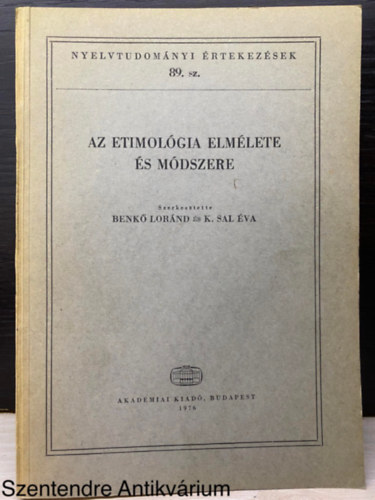 NYELVTUDOMÁNYI ÉRTEKEZÉSEK
89. sz.
AZ ETIMOLÓGIA ELMÉLETE
ÉS MÓDSZERE
Szerkesztette
BENKŐ LORÁND és K. SAL ÉVA
AKADÉMIAI KIADÓ, BUDAPEST
1976
Szentendre Antikvárium